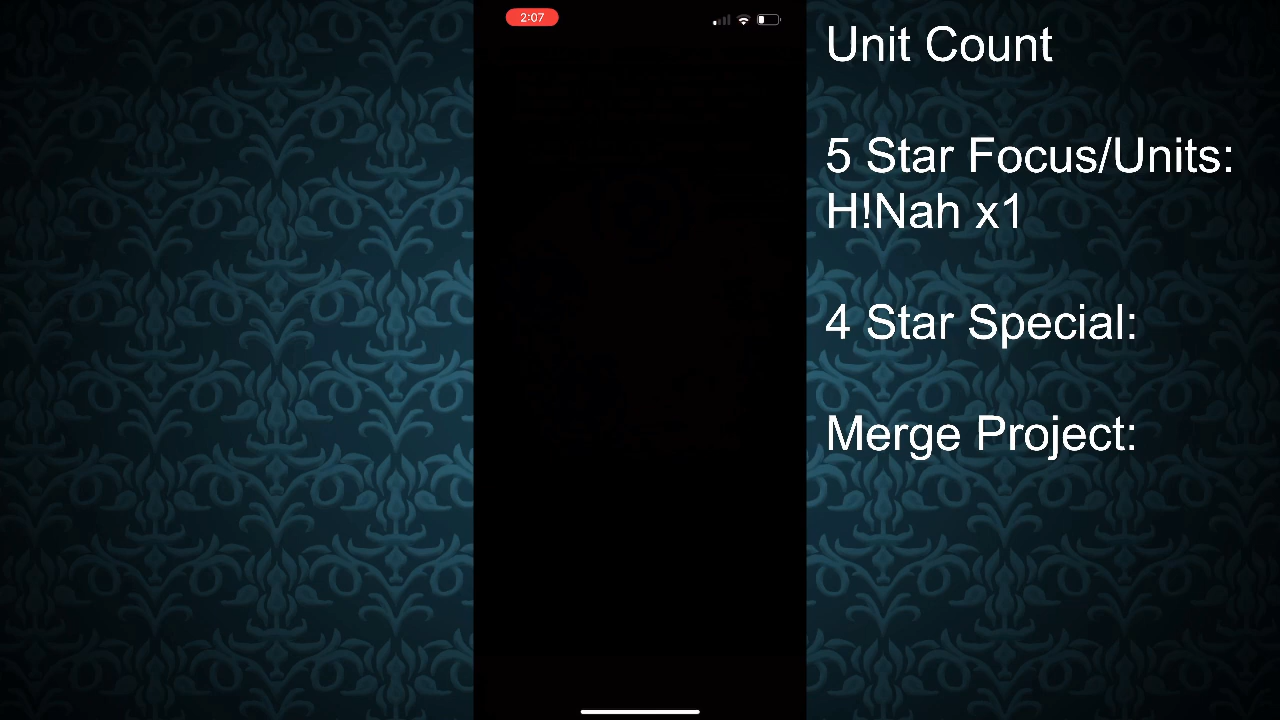 2:07
Unit Count
5 Star Focus/Units:
H!Nah x1
4 Star Special:
Merge Project: